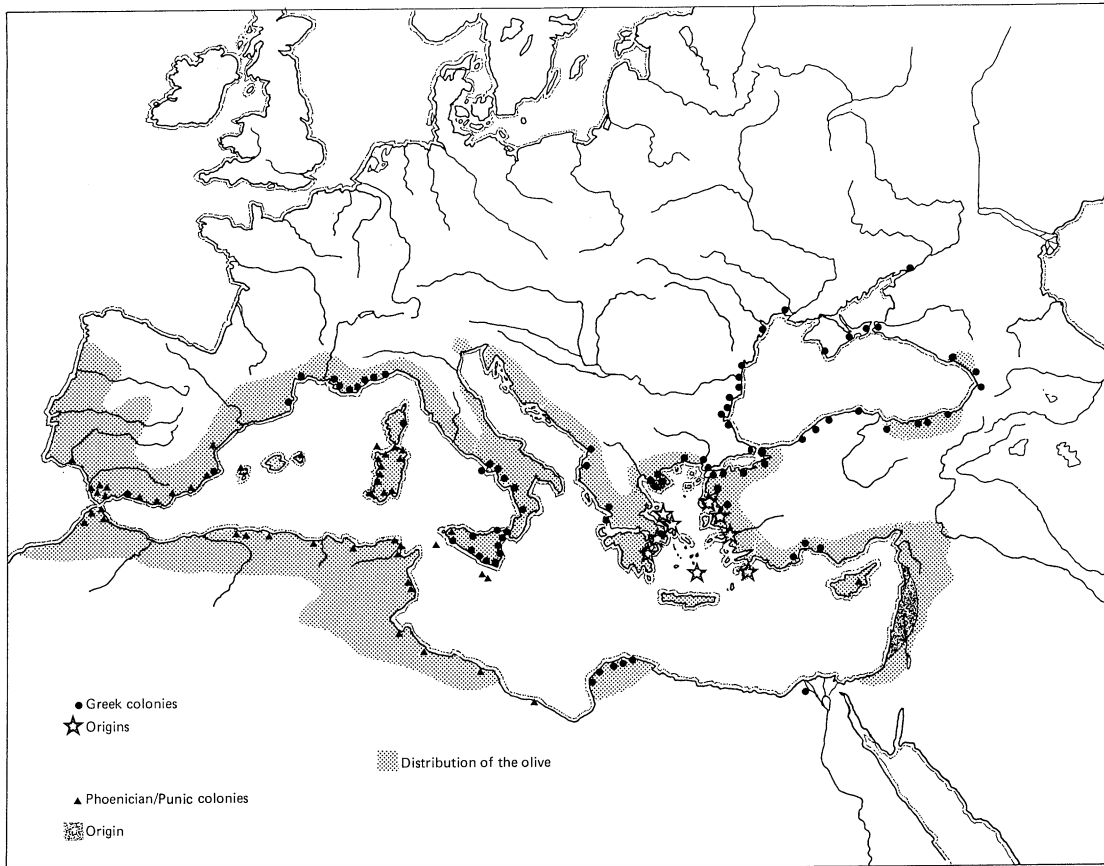 Greek colonies
Origins
Distribution of the olive
Phoenician/Punic colonies
Origin